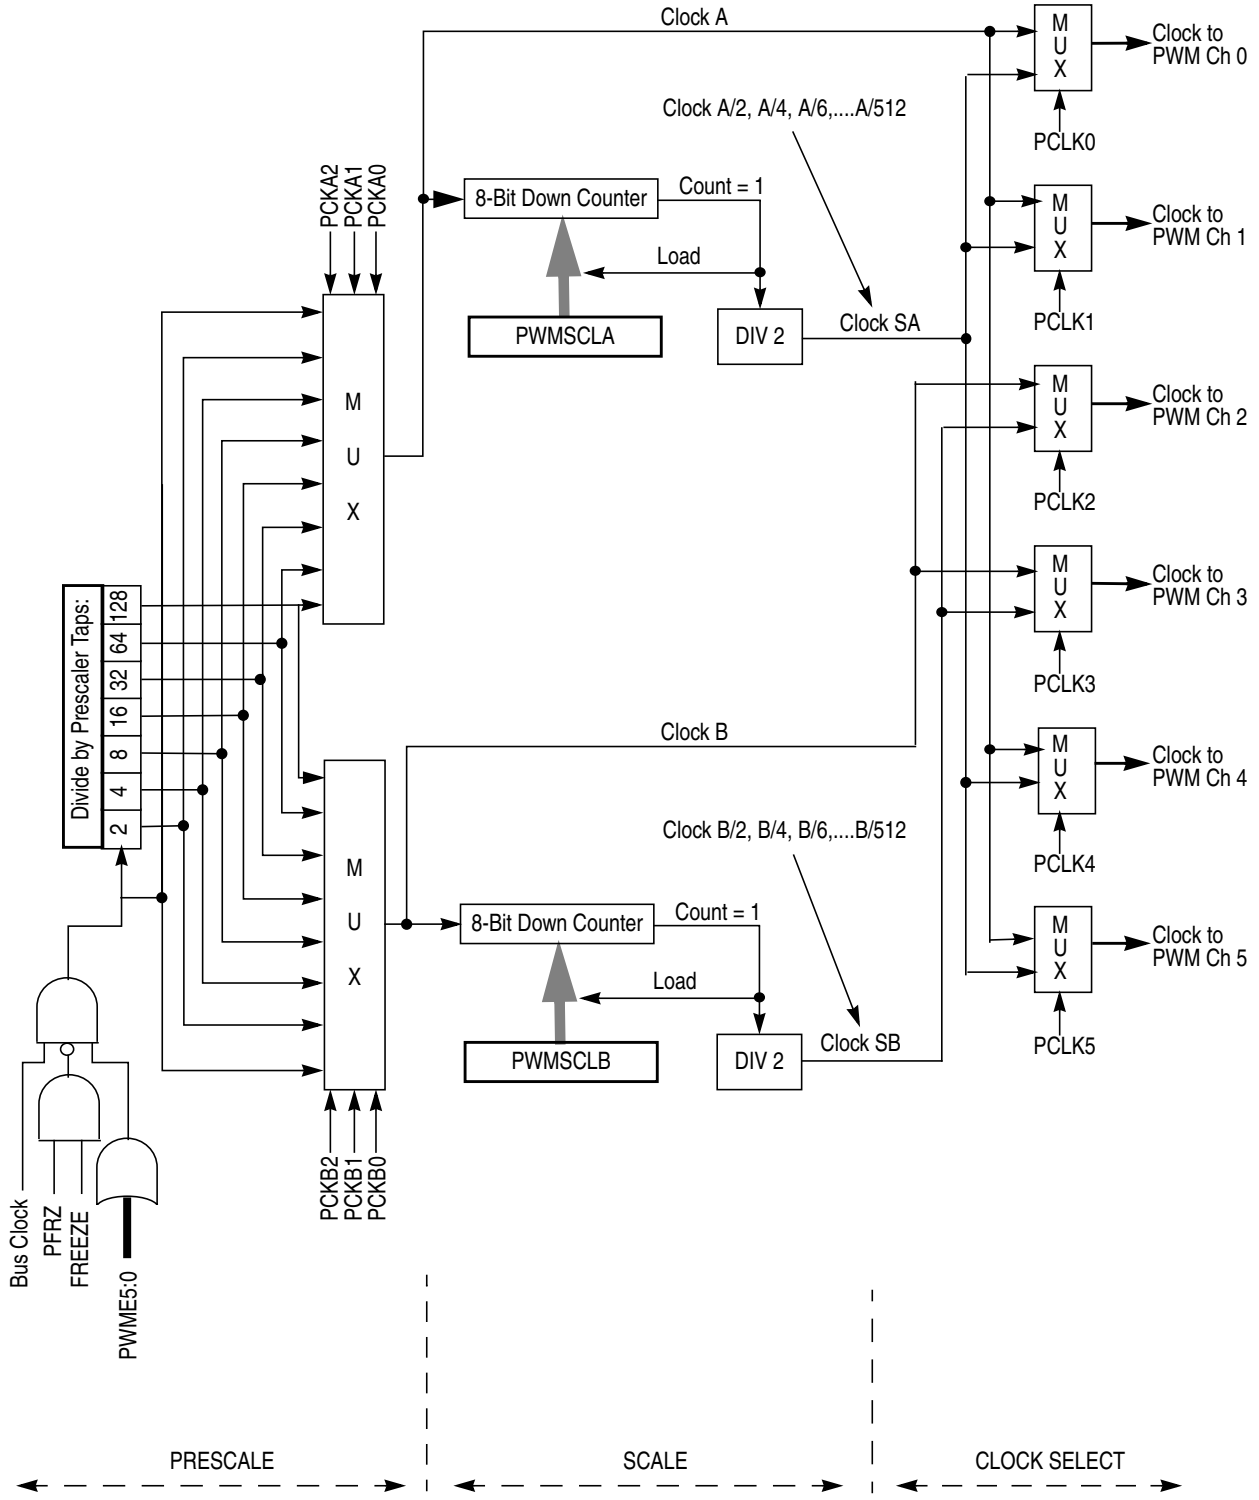 Clock A
M
U
X
Clock to
PWM Ch 0
PCLK0
Clock A/2, A/4, A/6,....A/512
PCKA2
PCKA1
PCKA0
8-Bit Down Counter
Count = 1
Load
PWMSCLA
DIV 2
Clock SA
M
U
X
Clock to
PWM Ch 1
PCLK1
M
U
X
M
U
X
Clock to
PWM Ch 2
PCLK2
M
U
X
Clock to
PWM Ch 3
PCLK3
Divide by Prescaler Taps:
128
64
32
16
8
4
2
Clock B
M
U
X
Clock to
PWM Ch 4
PCLK4
Clock B/2, B/4, B/6,....B/512
M
U
X
8-Bit Down Counter
Count = 1
Load
PWMSCLB
DIV 2
Clock SB
M
U
X
Clock to
PWM Ch 5
PCLK5
PCKB2
PCKB1
PCKB0
Bus Clock
PFRZ
FREEZE
PWME5:0
PRESCALE
SCALE
CLOCK SELECT